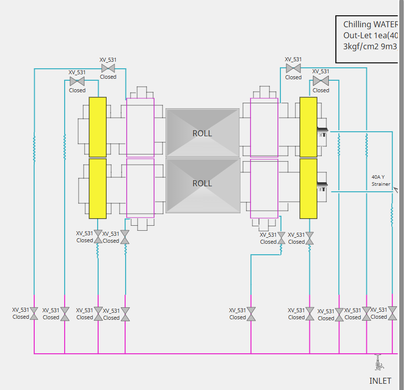 Chilling WATER
Out-Let 1ea(40
3kgf/cm2 9m3
XV_531
Closed
XV_531
Closed
XV_531
Closed
XV_531
Closed
ROLL
ROLL
40A Y
Strainer
XV_531
Closed
XV_531
Closed
XV_531
Closed
XV_531
Closed
XV_531
Closed
XV_531
Closed
XV_531
Closed
XV_531
Closed
XV_531
Closed
XV_531
Closed
XV_531
Closed
XV_531
Closed
XV_531
Closed
INLET